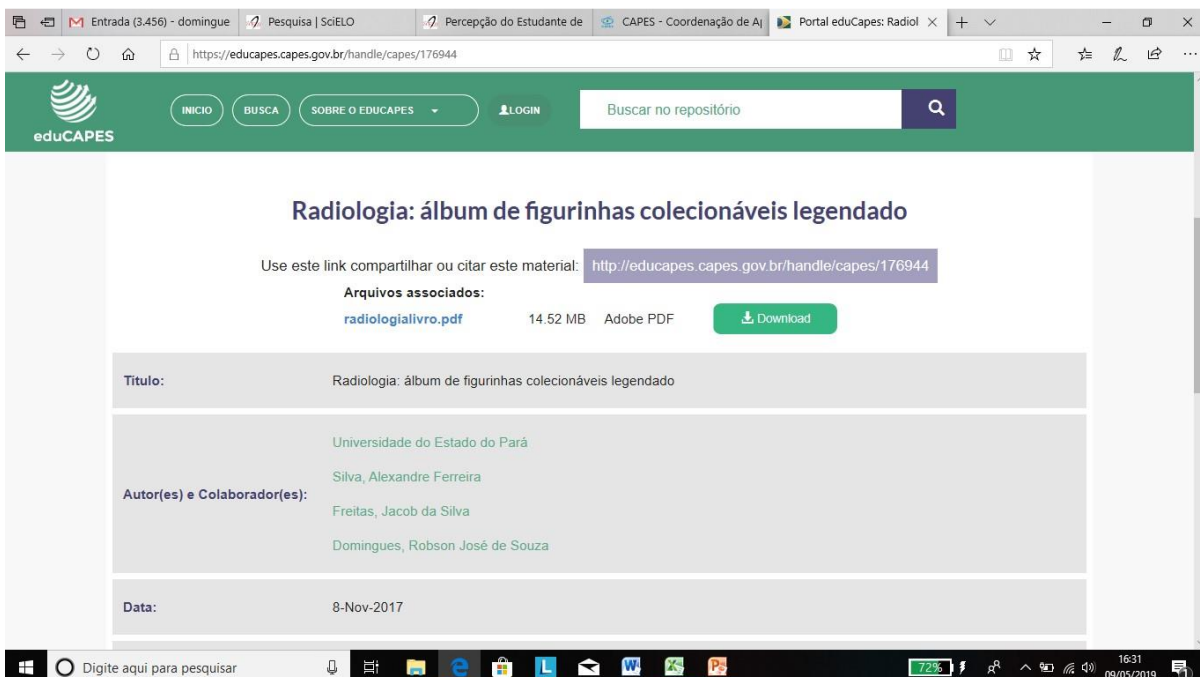 Entrada (3.456) - domingue
Pesquisa | SciELO
Percepção do Estudante de
CAPES - Coordenação de A
Portal eduCapes: Radiol
https://educapes.capes.gov.br/handle/capes/176944
eduCAPES
INICIO
BUSCA
SOBRE O EDUCAPES
LOGIN
Buscar no repositório
Radiologia: álbum de figurinhas colecionáveis legendado
Use este link compartilhar ou citar este material: http://educapes.capes.gov.br/handle/capes/176944
Arquivos associados:
radiologialivro.pdf 14.52 MB Adobe PDF Download
Título: Radiologia: álbum de figurinhas colecionáveis legendado
Autor(es) e Colaborador(es):
Universidade do Estado do Pará
Silva, Alexandre Ferreira
Freitas, Jacob da Silva
Domingues, Robson José de Souza
Data: 8-Nov-2017
Digite aqui para pesquisar
72%
16:31
09/05/2019